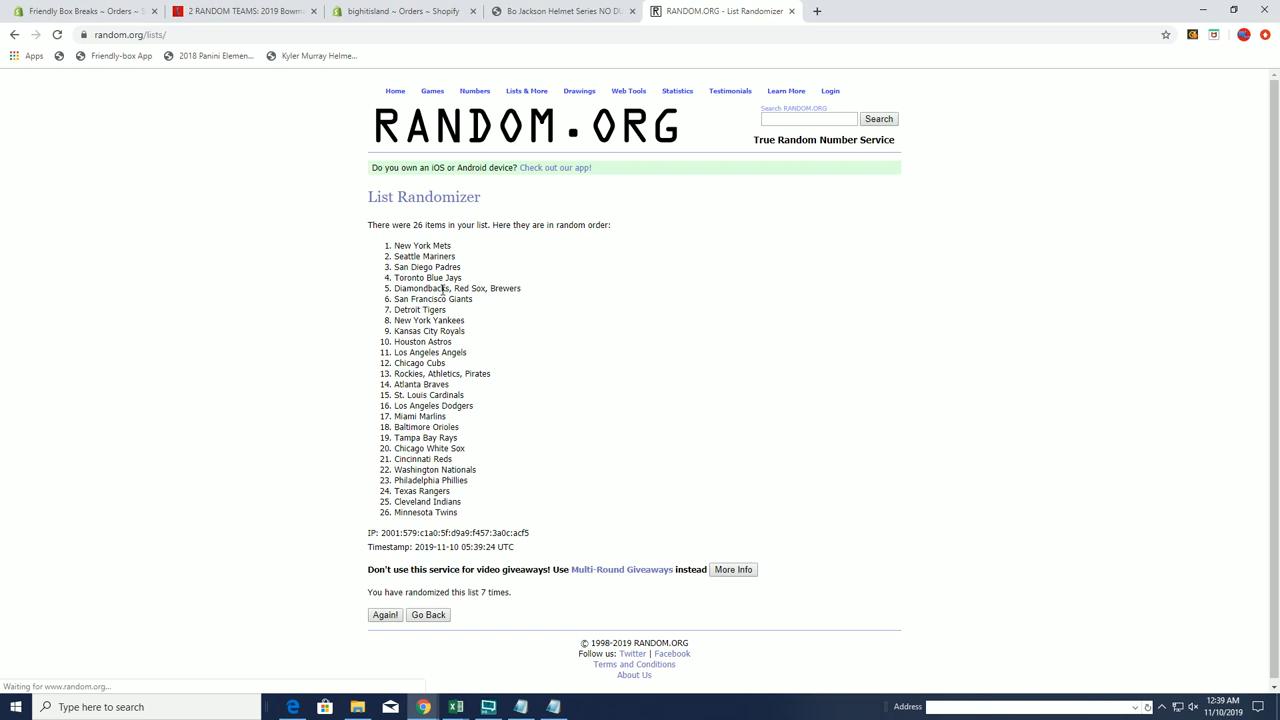 Friendly Box Breaks ~ Orders ~ S
2 RANDOM TEAMS: 2019 Bowm
bighitisland ~ Orders ~ Shopify
Bo Jackson Helmet Series NO DU
RANDOM.ORG - List Randomizer
random.org/lists/
Apps
Friendly-box App
2018 Panini Elemen...
Kyler Murray Helme...
Home Games Numbers Lists & More Drawings Web Tools Statistics Testimonials Learn More Login
RANDOM.ORG
Search RANDOM.ORG
Search
True Random Number Service
Do you own an iOS or Android device? Check out our app!
List Randomizer
There were 26 items in your list. Here they are in random order:
1. New York Mets
2. Seattle Mariners
3. San Diego Padres
4. Toronto Blue Jays
5. Diamondbacks, Red Sox, Brewers
6. San Francisco Giants
7. Detroit Tigers
8. New York Yankees
9. Kansas City Royals
10. Houston Astros
11. Los Angeles Angels
12. Chicago Cubs
13. Rockies, Athletics, Pirates
14. Atlanta Braves
15. St. Louis Cardinals
16. Los Angeles Dodgers
17. Miami Marlins
18. Baltimore Orioles
19. Tampa Bay Rays
20. Chicago White Sox
21. Cincinnati Reds
22. Washington Nationals
23. Philadelphia Phillies
24. Texas Rangers
25. Cleveland Indians
26. Minnesota Twins
IP: 2001:579:c1a0:5f:d9a9:f457:3a0c:acf5
Timestamp: 2019-11-10 05:39:24 UTC
Don't use this service for video giveaways! Use Multi-Round Giveaways instead More Info
You have randomized this list 7 times.
Again! Go Back
© 1998-2019 RANDOM.ORG
Follow us: Twitter | Facebook
Terms and Conditions
About Us
Waiting for www.random.org...
Type here to search
Address
12:39 AM
11/10/2019